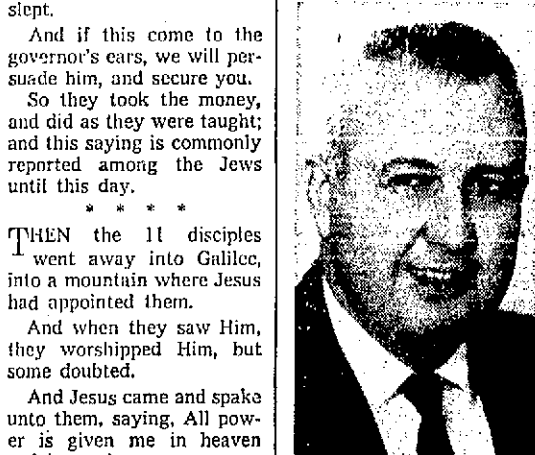 slept.
And if this come to the
governor's ears, we will per-
suade him, and secure you.
So they took the money,
and did as they were taught;
and this saying is commonly
reported among the Jews
until this day.
* * * *
THEN the 11 disciples
went away into Galilee,
into a mountain where Jesus
had appointed them.
And when they saw Him,
they worshipped Him, but
some doubted.
And Jesus came and spake
unto them, saying, All pow-
er is given me in heaven